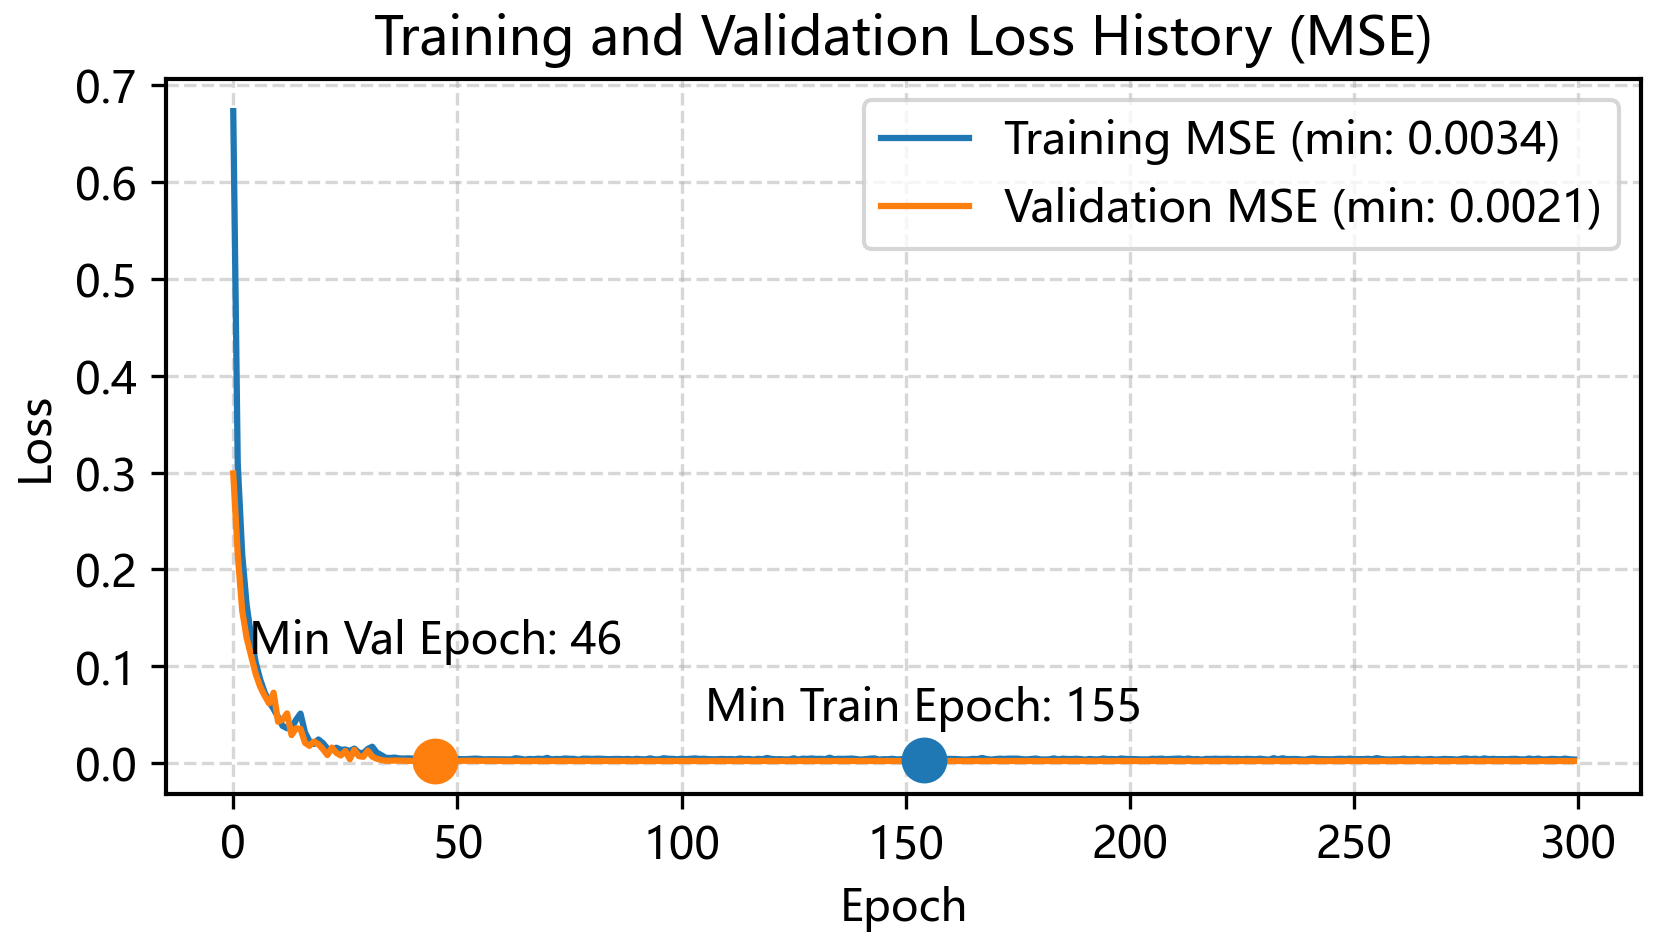 Training and Validation Loss History (MSE)
Training MSE (min: 0.0034)
Validation MSE (min: 0.0021)
Loss
0.7
0.6
0.5
0.4
0.3
0.2
0.1
0.0
Min Val Epoch: 46
Min Train Epoch: 155
0
50
100
150
200
250
300
Epoch